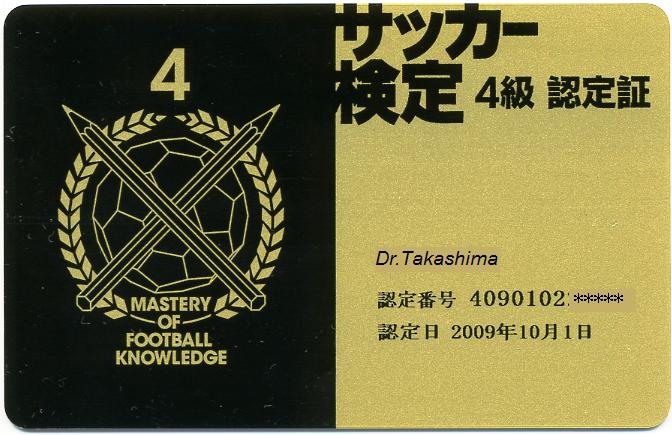 4
MASTERY
OF
FOOTBALL
KNOWLEDGE
サッカー
検定 4級 認定証
Dr.Takashima
認定番号 4090102*****
認定日 2009年10月1日